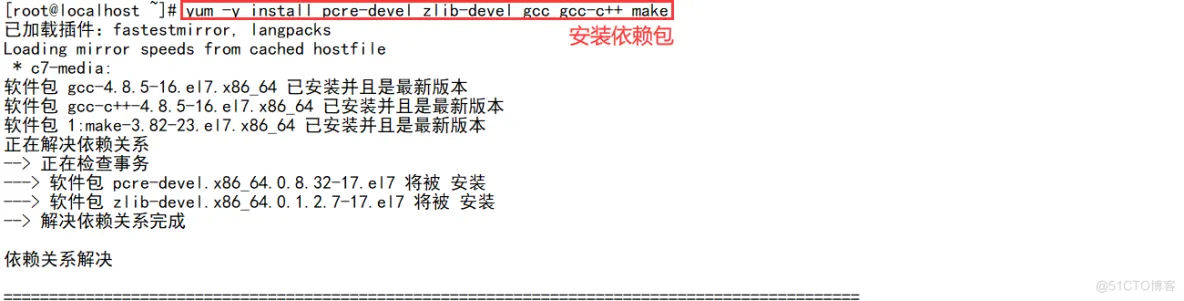 [root@localhost ~]# yum -y install pcre-devel zlib-devel gcc gcc-c++ make
安装依赖包
已加载插件：fastestmirror, langpacks
Loading mirror speeds from cached hostfile
 * c7-media:
软件包 gcc-4.8.5-16.el7.x86_64 已安装并且是最新版本
软件包 gcc-c++-4.8.5-16.el7.x86_64 已安装并且是最新版本
软件包 1:make-3.82-23.el7.x86_64 已安装并且是最新版本
正在解决依赖关系
--> 正在检查事务
---> 软件包 pcre-devel.x86_64.0.8.32-17.el7 将被 安装
---> 软件包 zlib-devel.x86_64.0.1.2.7-17.el7 将被 安装
--> 解决依赖关系完成
依赖关系解决
================================================================================================
@51CTO博客